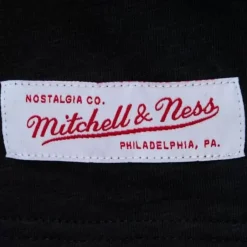 NOSTALGIA CO.
Mitchell & Ness
PHILADELPHIA, PA.